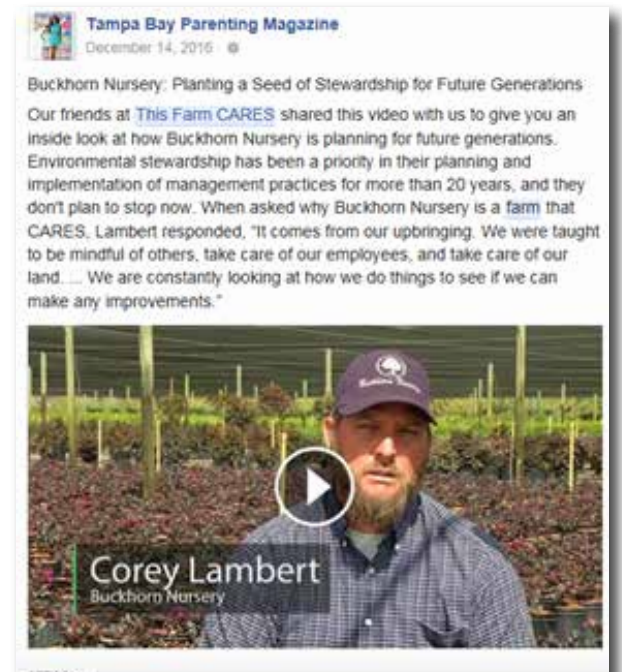 Tampa Bay Parenting Magazine
December 14, 2016
Buckhorn Nursery: Planting a Seed of Stewardship for Future Generations
Our friends at This Farm CARES shared this video with us to give you an
inside look at how Buckhorn Nursery is planning for future generations.
Environmental stewardship has been a priority in their planning and
implementation of management practices for more than 20 years, and they
don't plan to stop now. When asked why Buckhorn Nursery is a farm that
CARES, Lambert responded, "It comes from our upbringing. We were taught
to be mindful of others, take care of our employees, and take care of our
land. ... We are constantly looking at how we do things to see if we can
make any improvements."
Buckhorn Nursery
Corey Lambert
Buckhorn Nursery